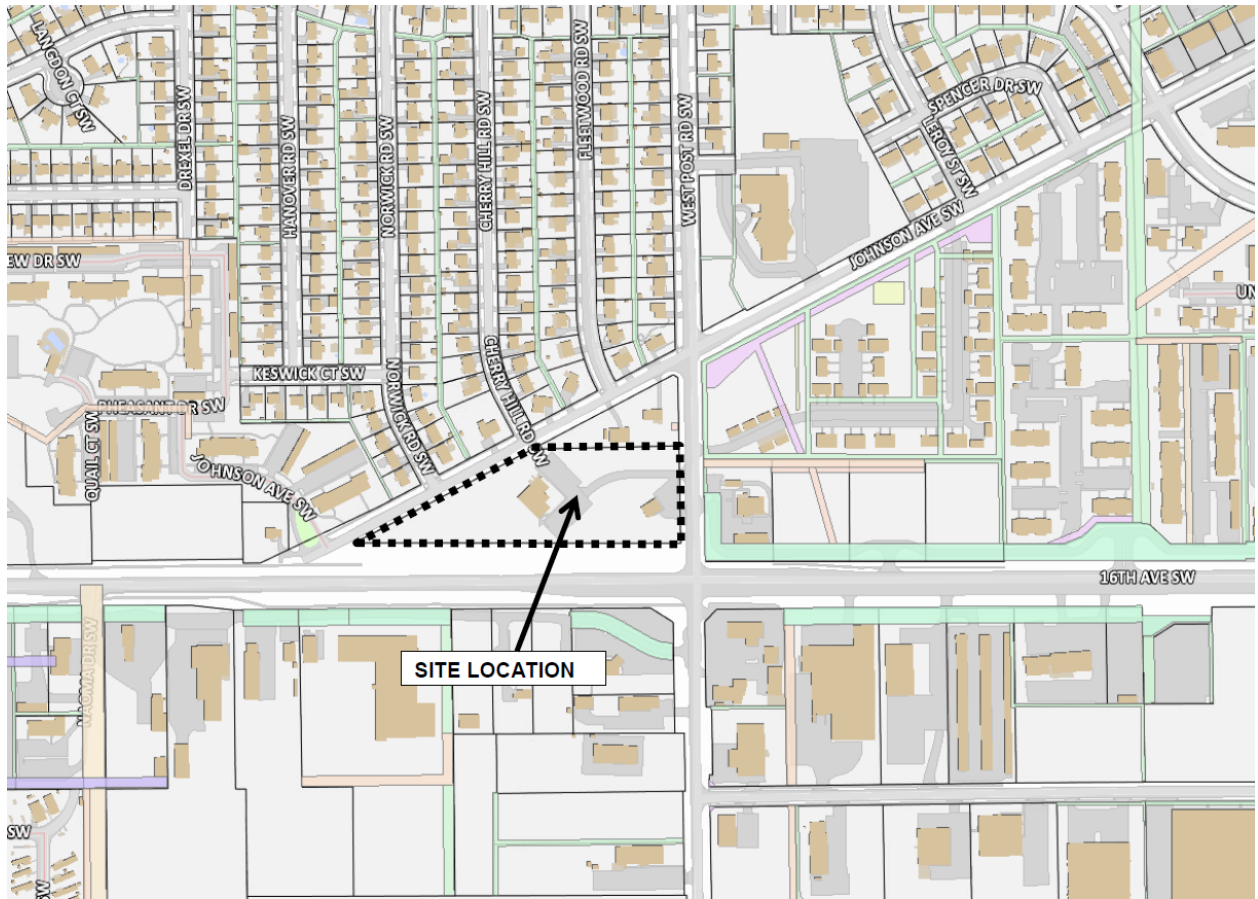 LANGDON CT SW
DREXEL DR SW
HANOVER RD SW
NORWICK RD SW
CHERRY HILL RD SW
FLEETWOOD RD SW
WEST POST RD SW
SPENCER DR SW
LEROY ST SW
JOHNSON AVE SW
EW DR SW
UN
KESWICK CT SW
CHERRY HILL RD SW
PHEASANT DR SW
NORWICK RD SW
QUAIL CT SW
JOHNSON AVE SW
16TH AVE SW
SITE LOCATION
NAOMA DR SW
SW
SW